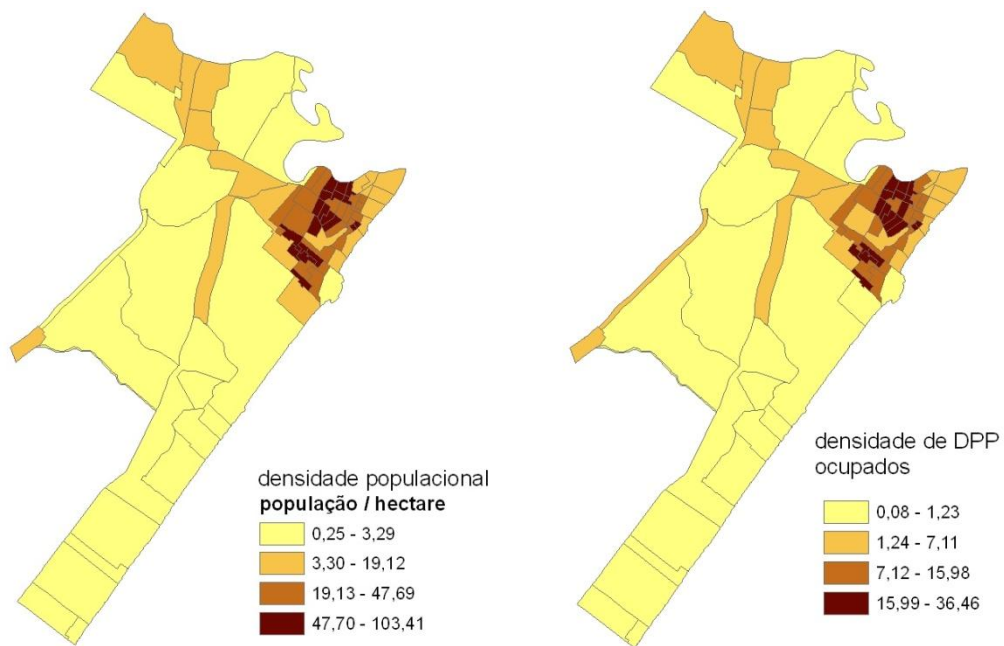 densidade populacional
população / hectare
0,25 - 3,29
3,30 - 19,12
19,13 - 47,69
47,70 - 103,41
densidade de DPP
ocupados
0,08 - 1,23
1,24 - 7,11
7,12 - 15,98
15,99 - 36,46